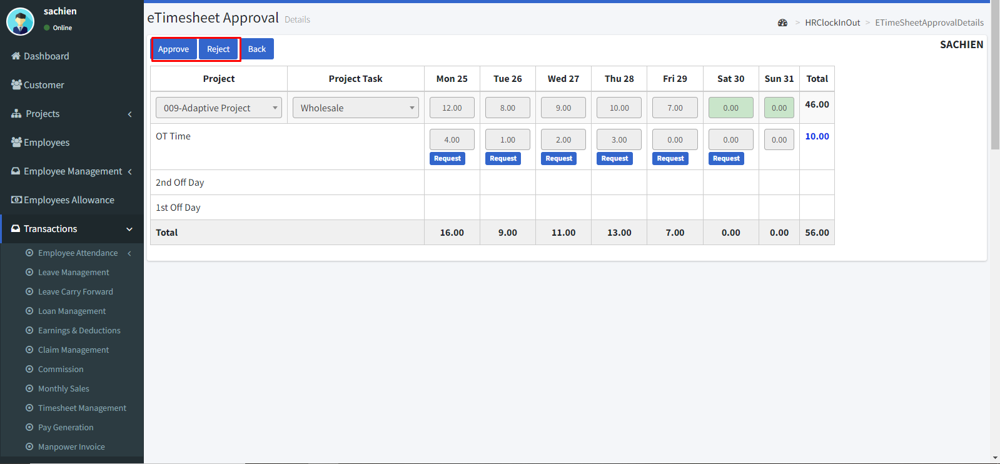 sachien
Online
Dashboard
Customer
Projects
Employees
Employee Management
Employees Allowance
Transactions
Employee Attendance
Leave Management
Leave Carry Forward
Loan Management
Earnings & Deductions
Claim Management
Commission
Monthly Sales
Timesheet Management
Pay Generation
Manpower Invoice
eTimesheet Approval Details
> HRClockInOut > ETimeSheetApprovalDetails
Approve Reject Back SACHIEN
Project Project Task Mon 25 Tue 26 Wed 27 Thu 28 Fri 29 Sat 30 Sun 31 Total
009-Adaptive Project Wholesale 12.00 8.00 9.00 10.00 7.00 0.00 0.00 46.00
OT Time 4.00 1.00 2.00 3.00 0.00 0.00 0.00 10.00
Request Request Request Request Request Request
2nd Off Day
1st Off Day
Total 16.00 9.00 11.00 13.00 7.00 0.00 0.00 56.00